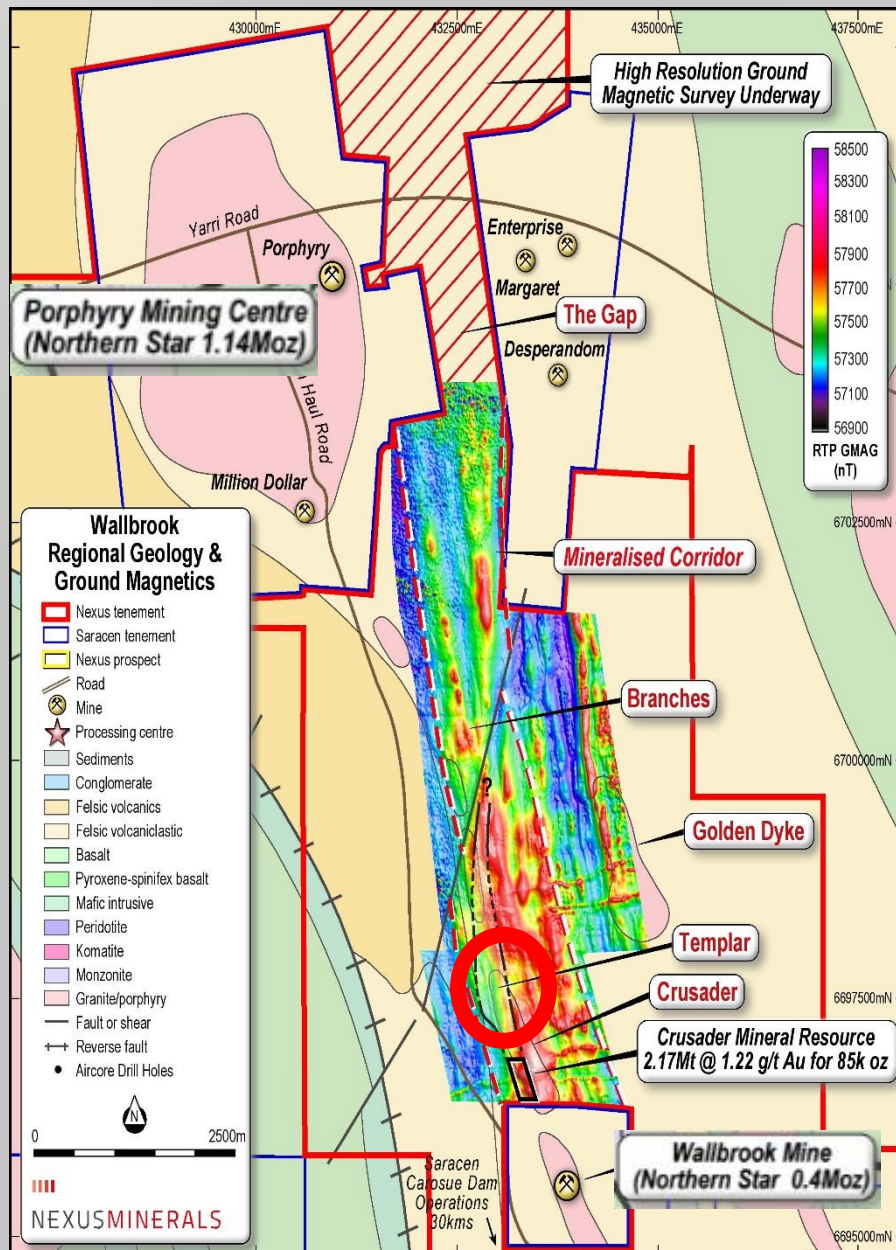 430000mE
432500mE
435000mE
437500mE
High Resolution Ground
Magnetic Survey Underway
58500
58300
58100
57900
57700
57500
57300
57100
56900
RTP GMAG
(nT)
Yarri Road
Porphyry
Enterprise
Margaret
The Gap
Desperandom
Porphyry Mining Centre
(Northern Star 1.14Moz)
Haul Road
Million Dollar
6702500mN
Mineralised Corridor
Wallbrook
Regional Geology &
Ground Magnetics
Nexus tenement
Saracen tenement
Nexus prospect
Road
Mine
Processing centre
Sediments
Conglomerate
Felsic volcanics
Felsic volcaniclastic
Basalt
Pyroxene-spinifex basalt
Mafic intrusive
Peridotite
Komatite
Monzonite
Granite/porphyry
Fault or shear
Reverse fault
Aircore Drill Holes
N
0 2500m
NEXUSMINERALS
Branches
6700000mN
?
Golden Dyke
Templar
6697500mN
Crusader
Crusader Mineral Resource
2.17Mt @ 1.22 g/t Au for 85k oz
Wallbrook Mine
(Northern Star 0.4Moz)
Saracen
Carosue Dam
Operations
30kms
6695000mN